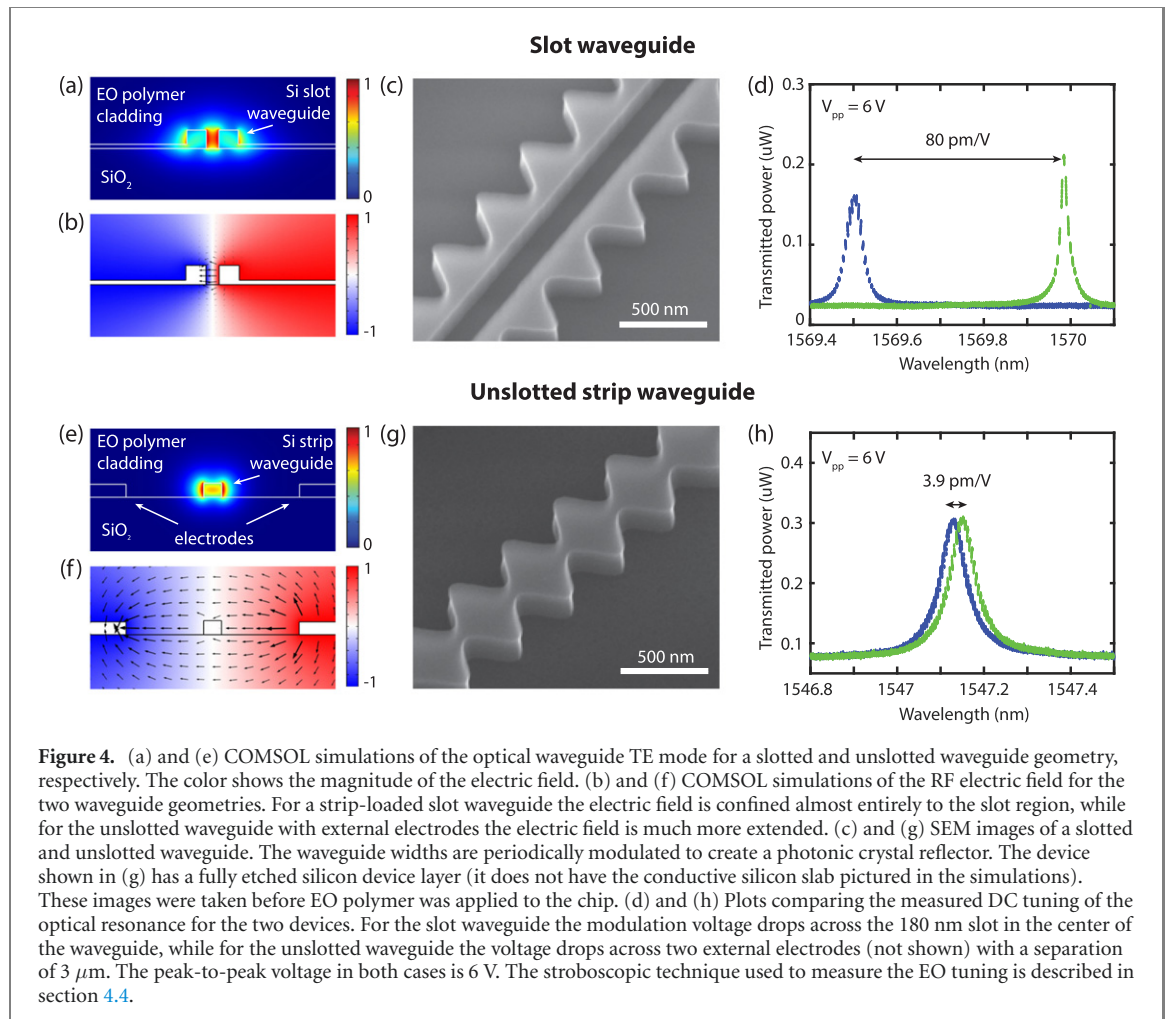 Slot waveguide
(a)
EO polymer
cladding
Si slot
waveguide
SiO2
1
0
(b)
1
-1
(c)
500 nm
(d)
Vpp = 6 V
80 pm/V
Transmitted power (uW)
0.3
0.2
0.1
0
1569.4 1569.6 1569.8 1570
Wavelength (nm)
Unslotted strip waveguide
(e)
EO polymer
cladding
Si strip
waveguide
SiO2
electrodes
1
0
(f)
1
-1
(g)
500 nm
(h)
Vpp = 6 V
3.9 pm/V
Transmitted power (uW)
0.4
0.3
0.2
0.1
1546.8 1547 1547.2 1547.4
Wavelength (nm)
Figure 4. (a) and (e) COMSOL simulations of the optical waveguide TE mode for a slotted and unslotted waveguide geometry,
respectively. The color shows the magnitude of the electric field. (b) and (f) COMSOL simulations of the RF electric field for the
two waveguide geometries. For a strip-loaded slot waveguide the electric field is confined almost entirely to the slot region, while
for the unslotted waveguide with external electrodes the electric field is much more extended. (c) and (g) SEM images of a slotted
and unslotted waveguide. The waveguide widths are periodically modulated to create a photonic crystal reflector. The device
shown in (g) has a fully etched silicon device layer (it does not have the conductive silicon slab pictured in the simulations).
These images were taken before EO polymer was applied to the chip. (d) and (h) Plots comparing the measured DC tuning of the
optical resonance for the two devices. For the slot waveguide the modulation voltage drops across the 180 nm slot in the center of
the waveguide, while for the unslotted waveguide the voltage drops across two external electrodes (not shown) with a separation
of 3 μm. The peak-to-peak voltage in both cases is 6 V. The stroboscopic technique used to measure the EO tuning is described in
section 4.4.